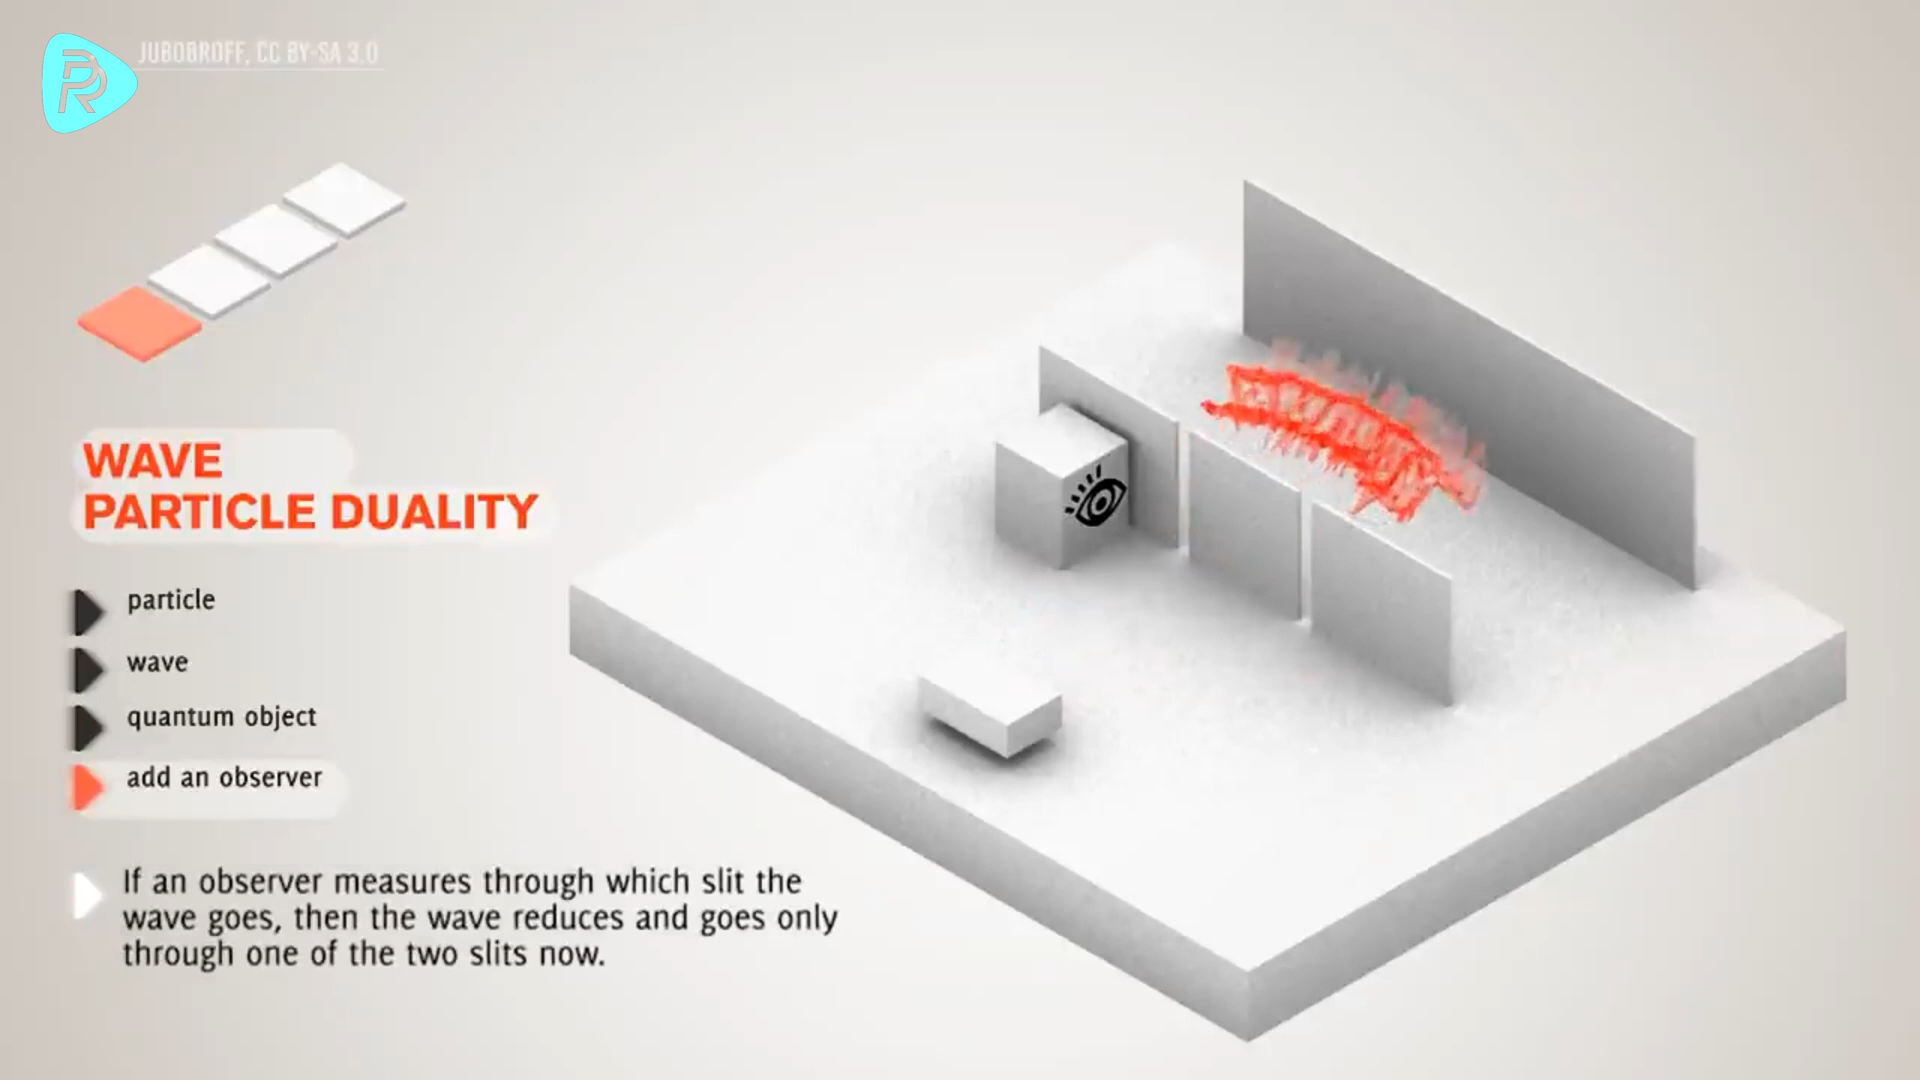 JUBOBROFF, CC BY-SA 3.0
WAVE
PARTICLE DUALITY
particle
wave
quantum object
add an observer
If an observer measures through which slit the
wave goes, then the wave reduces and goes only
through one of the two slits now.